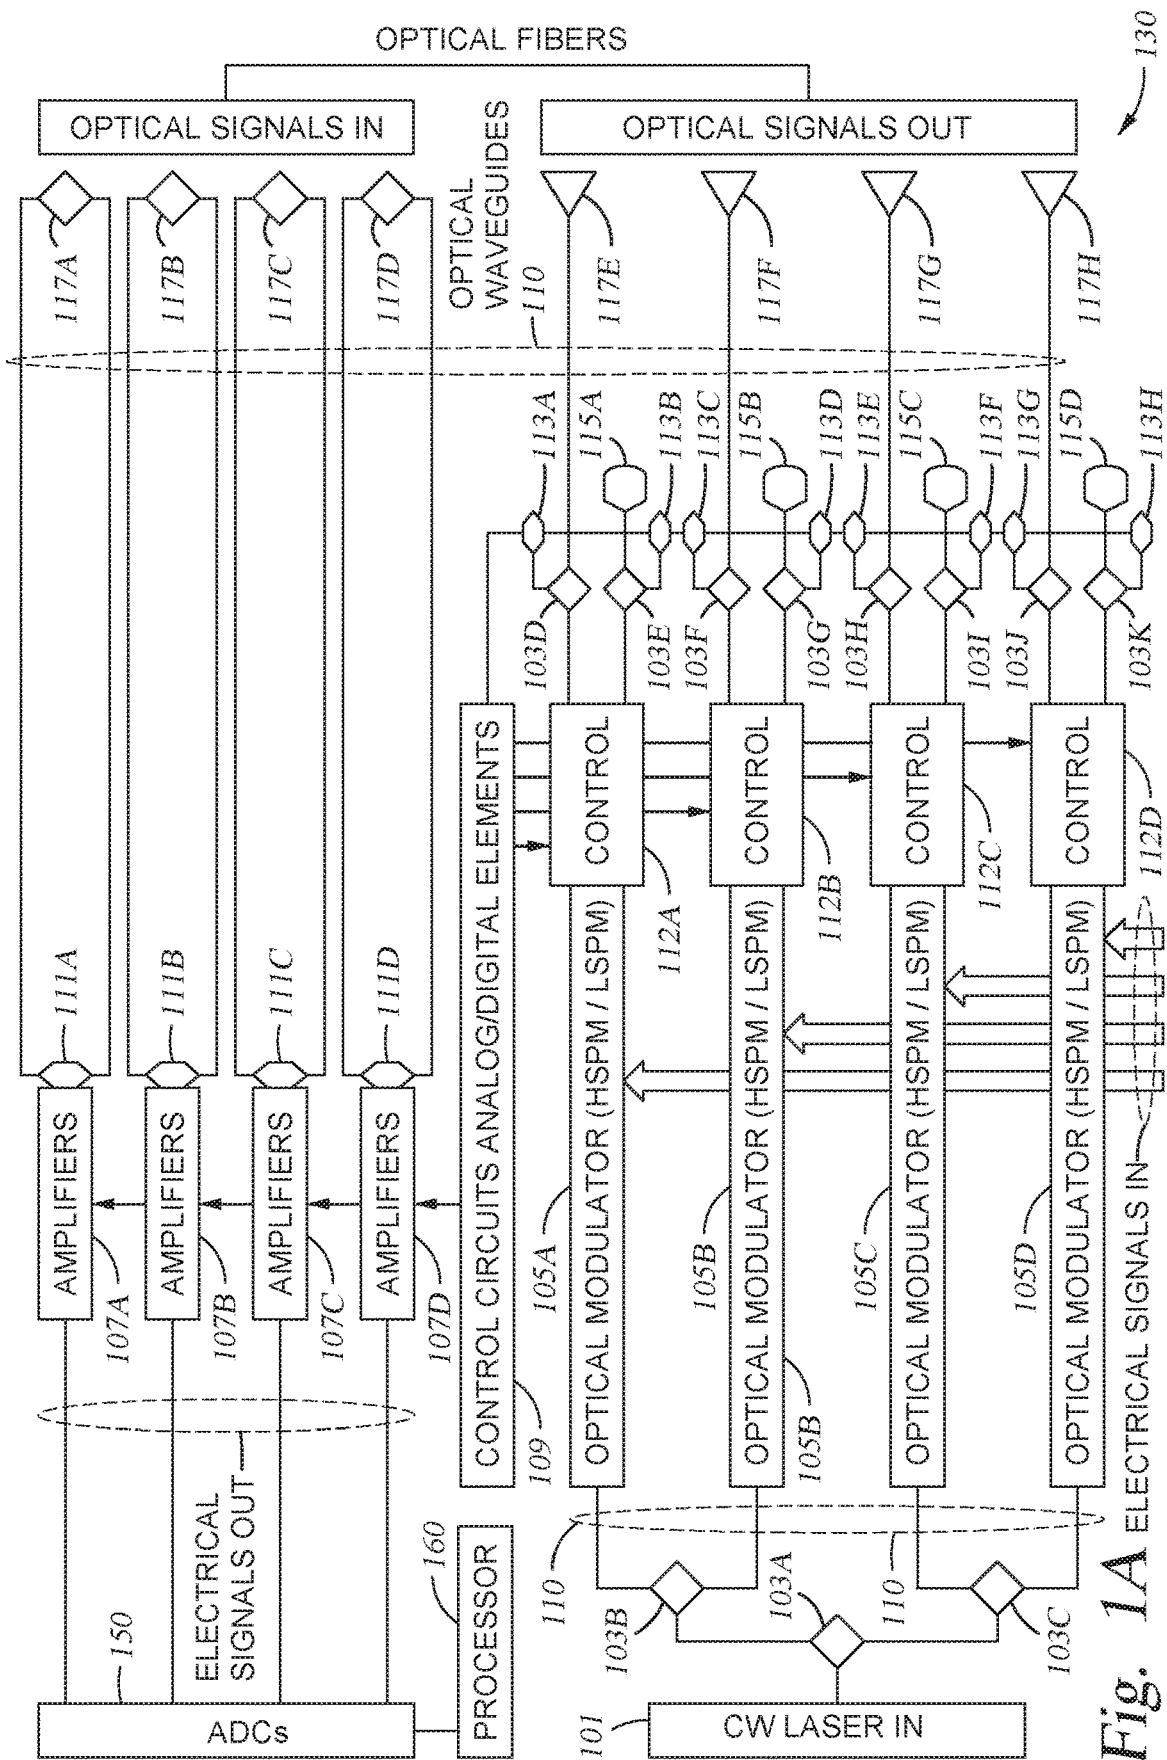 OPTICAL FIBERS
OPTICAL SIGNALS IN
OPTICAL SIGNALS OUT
130
117A
117B
117C
117D
OPTICAL
WAVEGUIDES
110
117E
117F
117G
117H
113A
115A
113B
113C
115B
113D
113E
115C
113F
113G
115D
113H
103D
103E
103F
103G
103H
103I
103J
103K
111A
111B
111C
111D
AMPLIFIERS
AMPLIFIERS
AMPLIFIERS
AMPLIFIERS
107A
107B
107C
107D
CONTROL CIRCUITS ANALOG/DIGITAL ELEMENTS
109
CONTROL
CONTROL
CONTROL
CONTROL
112A
112B
112C
112D
105A
OPTICAL MODULATOR (HSPM / LSPM)
105B
OPTICAL MODULATOR (HSPM / LSPM)
105B
105C
OPTICAL MODULATOR (HSPM / LSPM)
105D
OPTICAL MODULATOR (HSPM / LSPM)
ELECTRICAL SIGNALS IN
ELECTRICAL
SIGNALS OUT
150
ADCs
160
PROCESSOR
110
103B
103A
110
103C
101
CW LASER IN
Fig. 1A